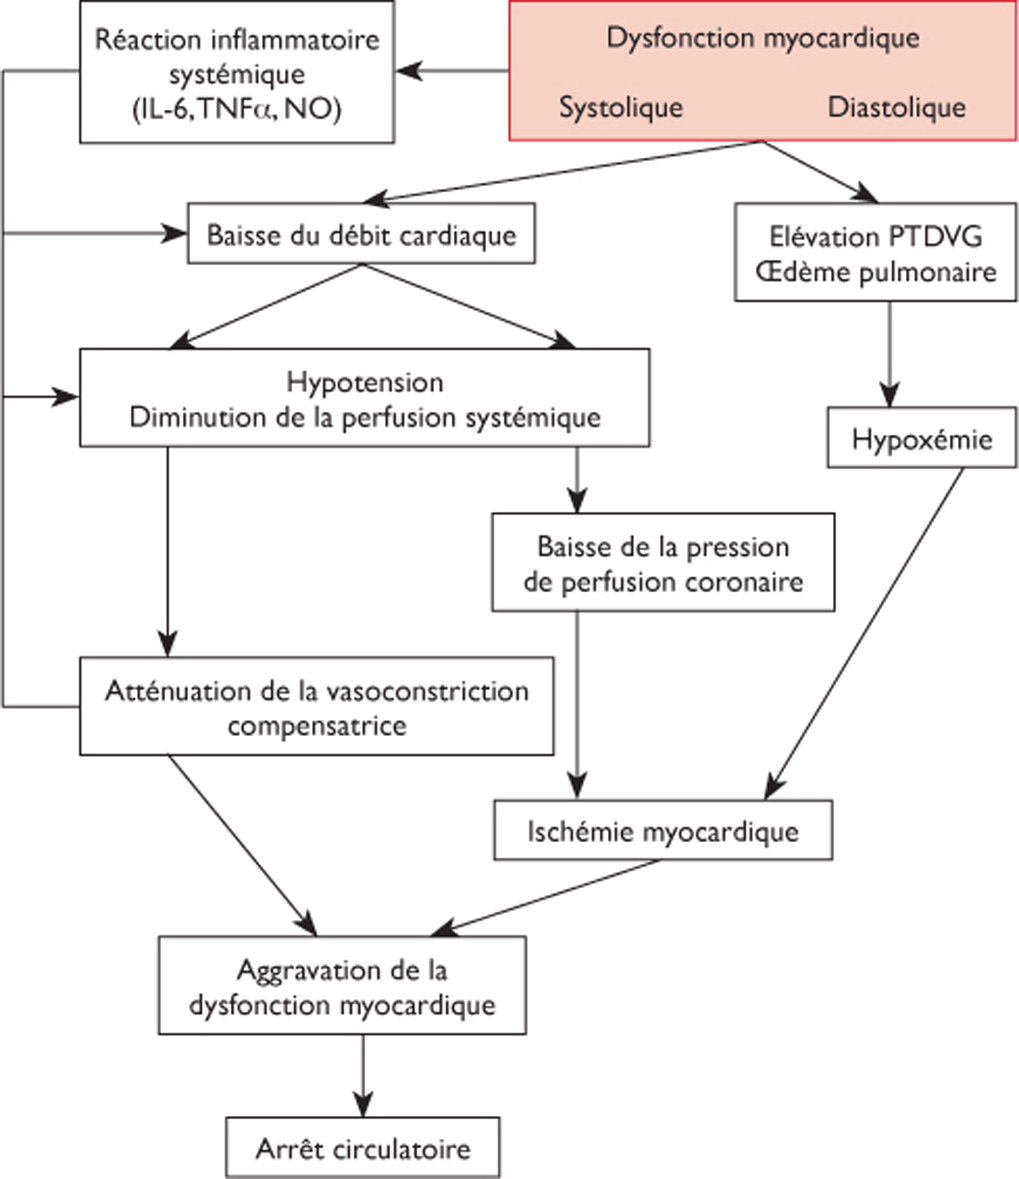 Réaction inflammatoire
systémique
(IL-6, TNFα, NO)
Dysfonction myocardique
Systolique Diastolique
Baisse du débit cardiaque
Elévation PTDVG
Œdème pulmonaire
Hypotension
Diminution de la perfusion systémique
Hypoxémie
Baisse de la pression
de perfusion coronaire
Atténuation de la vasoconstriction
compensatrice
Ischémie myocardique
Aggravation de la
dysfonction myocardique
Arrêt circulatoire